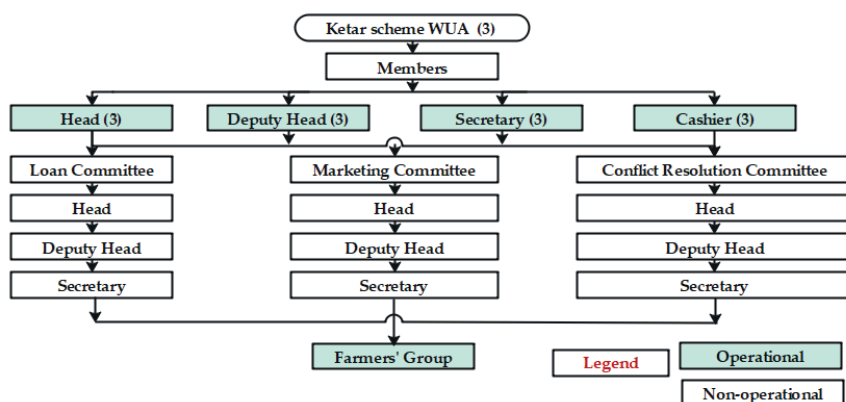 Ketar scheme WUA (3)
Members
Head (3)
Deputy Head (3)
Secretary (3)
Cashier (3)
Loan Committee
Marketing Committee
Conflict Resolution Committee
Head
Head
Head
Deputy Head
Deputy Head
Deputy Head
Secretary
Secretary
Secretary
Farmers' Group
Legend
Operational
Non-operational